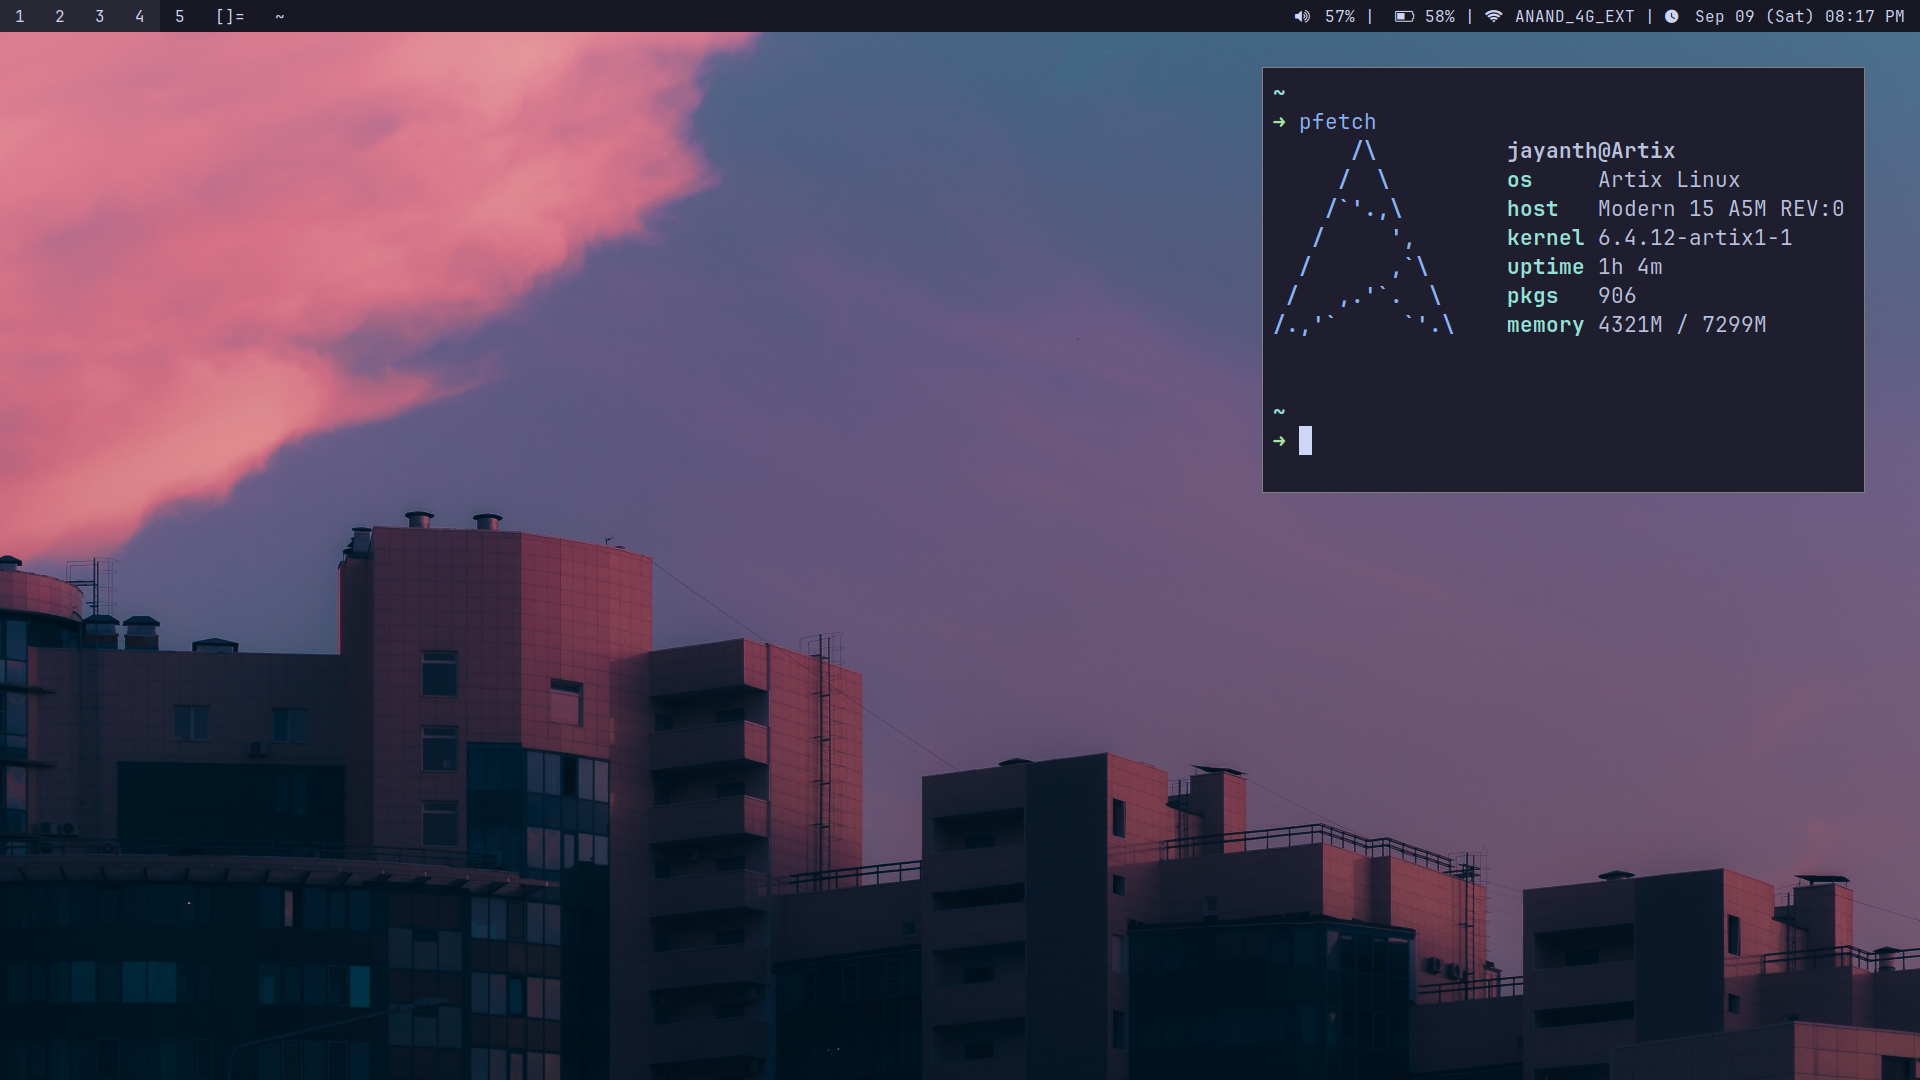 1 2 3 4 5 []= ~ 57% | 58% | ANAND_4G_EXT | Sep 09 (Sat) 08:17 PM
~
➜ pfetch
/\ jayanth@Artix
/  \ os Artix Linux
/`'.,\ host Modern 15 A5M REV:0
/     ', kernel 6.4.12-artix1-1
/      ,`\ uptime 1h 4m
/   ,.'`.  \ pkgs 906
/.,'`     `'.\ memory 4321M / 7299M
~
➜